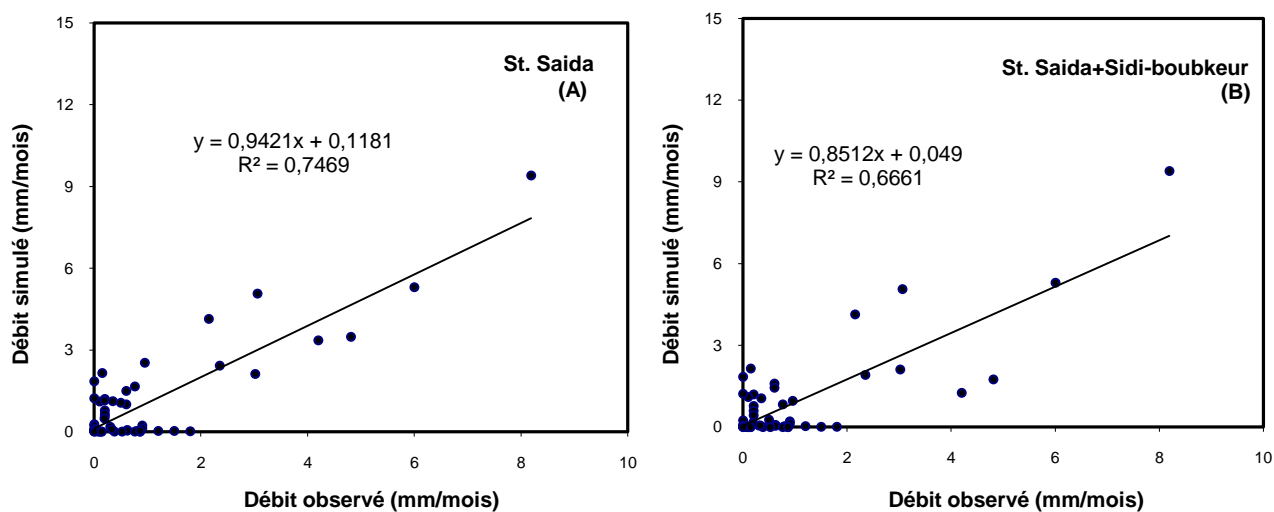 St. Saida
(A)
y = 0,9421x + 0,1181
R² = 0,7469
15
12
9
6
3
0
0 2 4 6 8 10
Débit simulé (mm/mois)
Débit observé (mm/mois)
St. Saida+Sidi-boubkeur
(B)
y = 0,8512x + 0,049
R² = 0,6661
15
12
9
6
3
0
0 2 4 6 8 10
Débit simulé (mm/mois)
Débit observé (mm/mois)